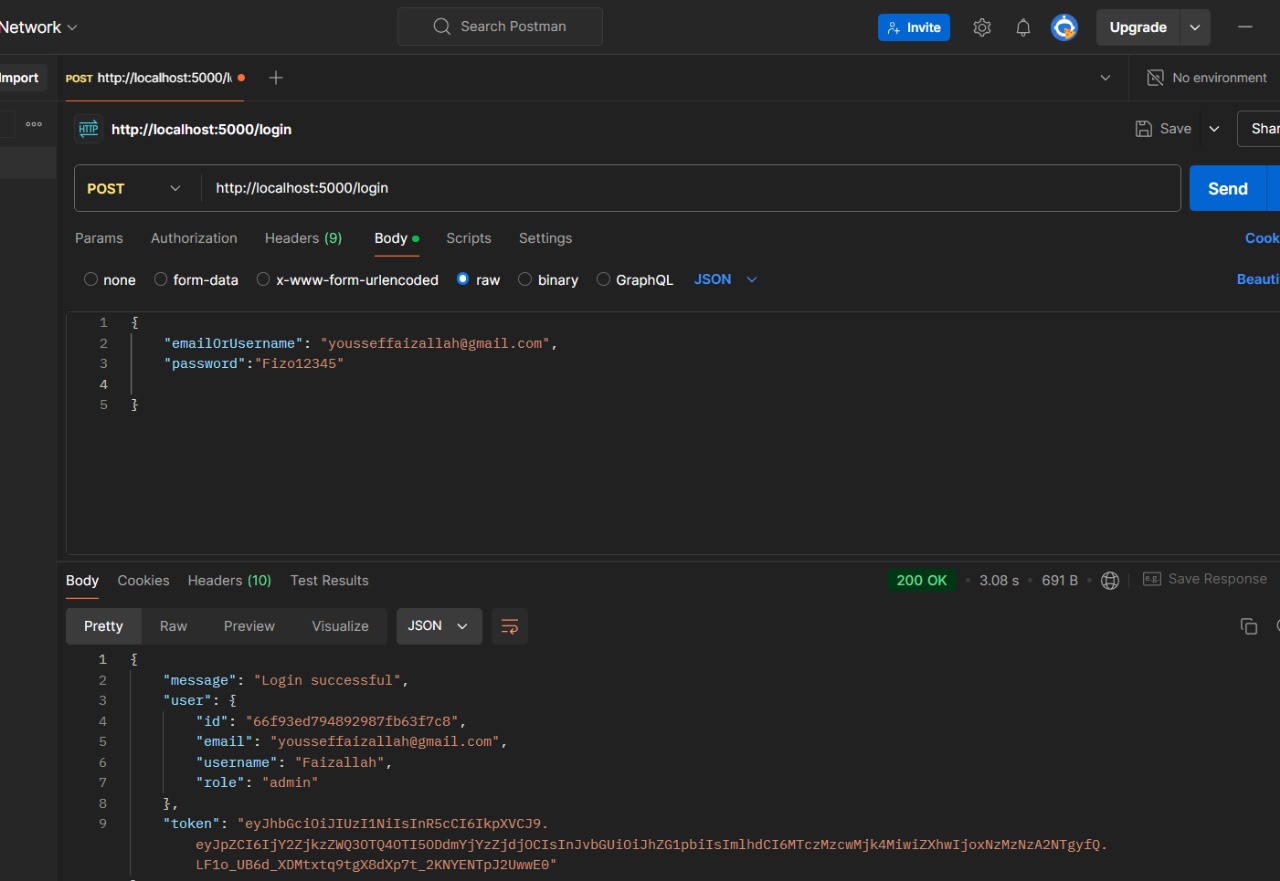 Network
Search Postman
Invite
Upgrade
Import
POST http://localhost:5000/l
No environment
HTTP http://localhost:5000/login
Save
Shar
POST http://localhost:5000/login
Send
Params Authorization Headers (9) Body Scripts Settings
Cook
none form-data x-www-form-urlencoded raw binary GraphQL JSON
Beauti
1 {
2 "emailOrUsername": "yousseffaizallah@gmail.com",
3 "password":"Fizo12345"
4
5 }
Body Cookies Headers (10) Test Results
200 OK • 3.08 s • 691 B
e.g. Save Response
Pretty Raw Preview Visualize JSON
1 {
2 "message": "Login successful",
3 "user": {
4 "id": "66f93ed794892987fb63f7c8",
5 "email": "yousseffaizallah@gmail.com",
6 "username": "Faizallah",
7 "role": "admin"
8 },
9 "token": "eyJhbGciOiJIUzI1NiIsInR5cCI6IkpXVCJ9.
eyJpZCI6IjY2ZjkzZWQ3OTQ4OTI5ODdmYjYzZjdjOCIsInJvbGUiOiJhZG1pbiIsImlhdCI6MTczMzcwMjk4MiwiZXhwIjoxNzMzNzA2NTgyfQ.
LF1o_UB6d_XDMtxtq9tgX8dXp7t_2KNYENTpJ2UwwE0"